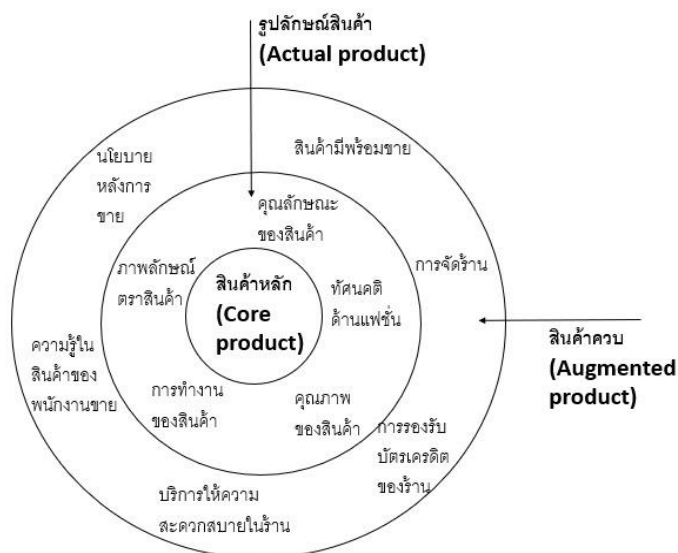 รูปลักษณ์สินค้า
(Actual product)
สินค้ามีพร้อมขาย
นโยบาย
หลังการ
ขาย
คุณลักษณะ
ของสินค้า
การจัดร้าน
ภาพลักษณ์
ตราสินค้า
สินค้าหลัก
(Core
product)
ทัศนคติ
ด้านแฟชั่น
สินค้าควบ
(Augmented
product)
ความรู้ใน
สินค้าของ
พนักงานขาย
การทำงาน
ของสินค้า
คุณภาพ
ของสินค้า
การรองรับ
บัตรเครดิต
ของร้าน
บริการให้ความ
สะดวกสบายในร้าน